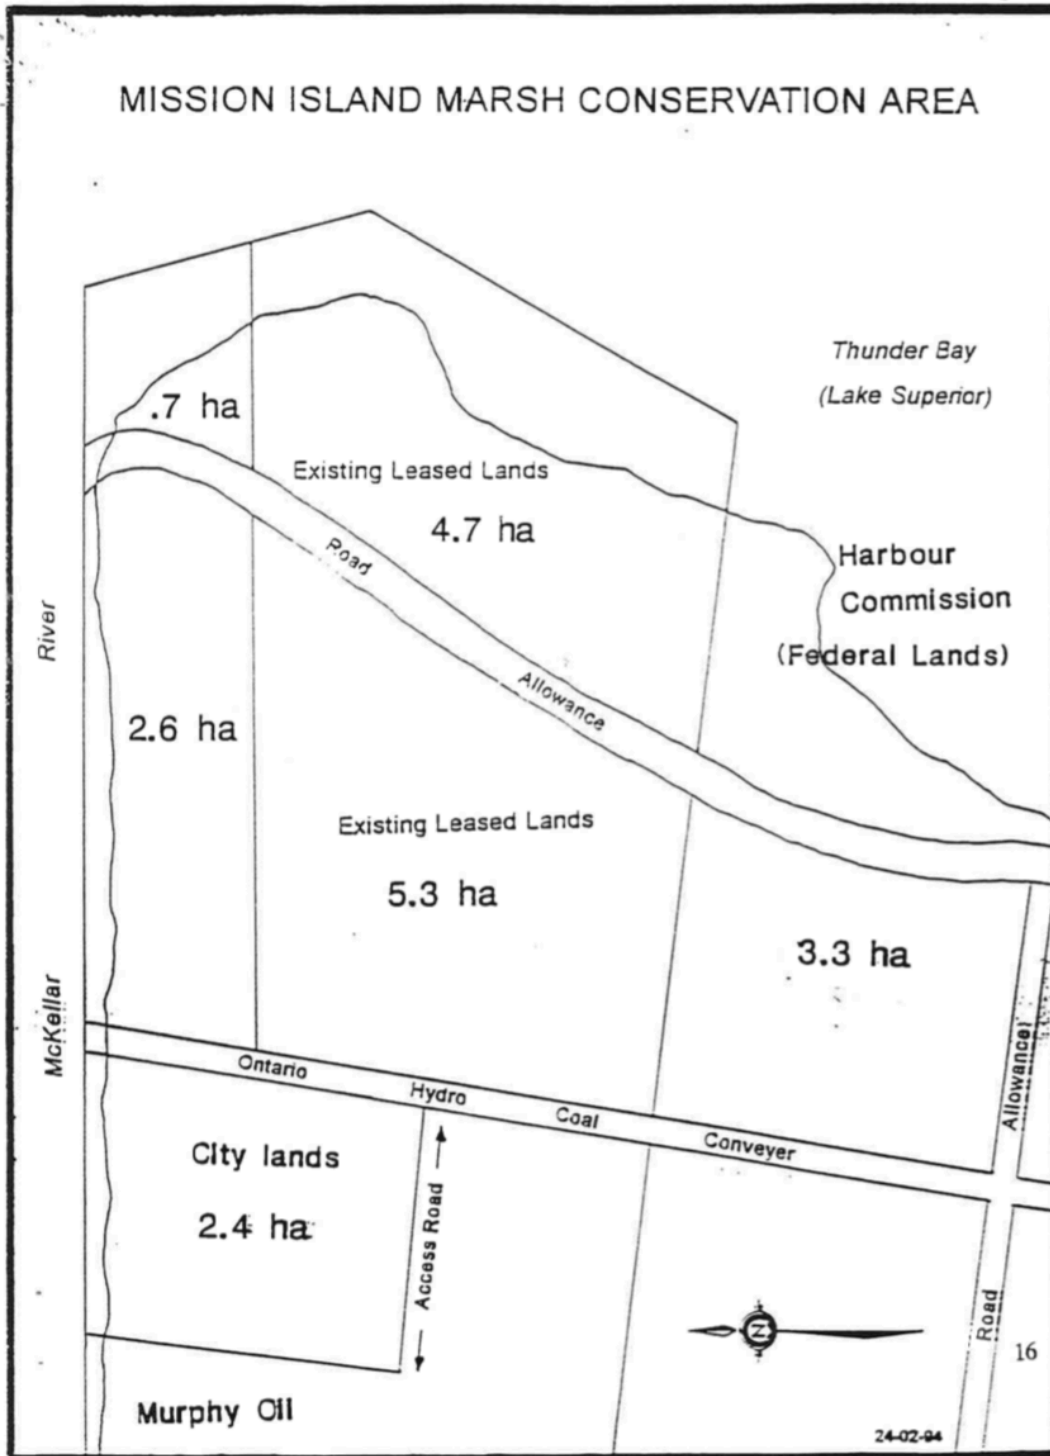 MISSION ISLAND MARSH CONSERVATION AREA
Thunder Bay
(Lake Superior)
.7 ha
Existing Leased Lands
4.7 ha
Road
Allowance
Harbour
Commission
(Federal Lands)
River
McKellar
2.6 ha
Existing Leased Lands
5.3 ha
3.3 ha
Allowance
Road
Ontario Hydro Coal Conveyer
City lands
2.4 ha
Access Road
N
16
Murphy Oil
24-02-94